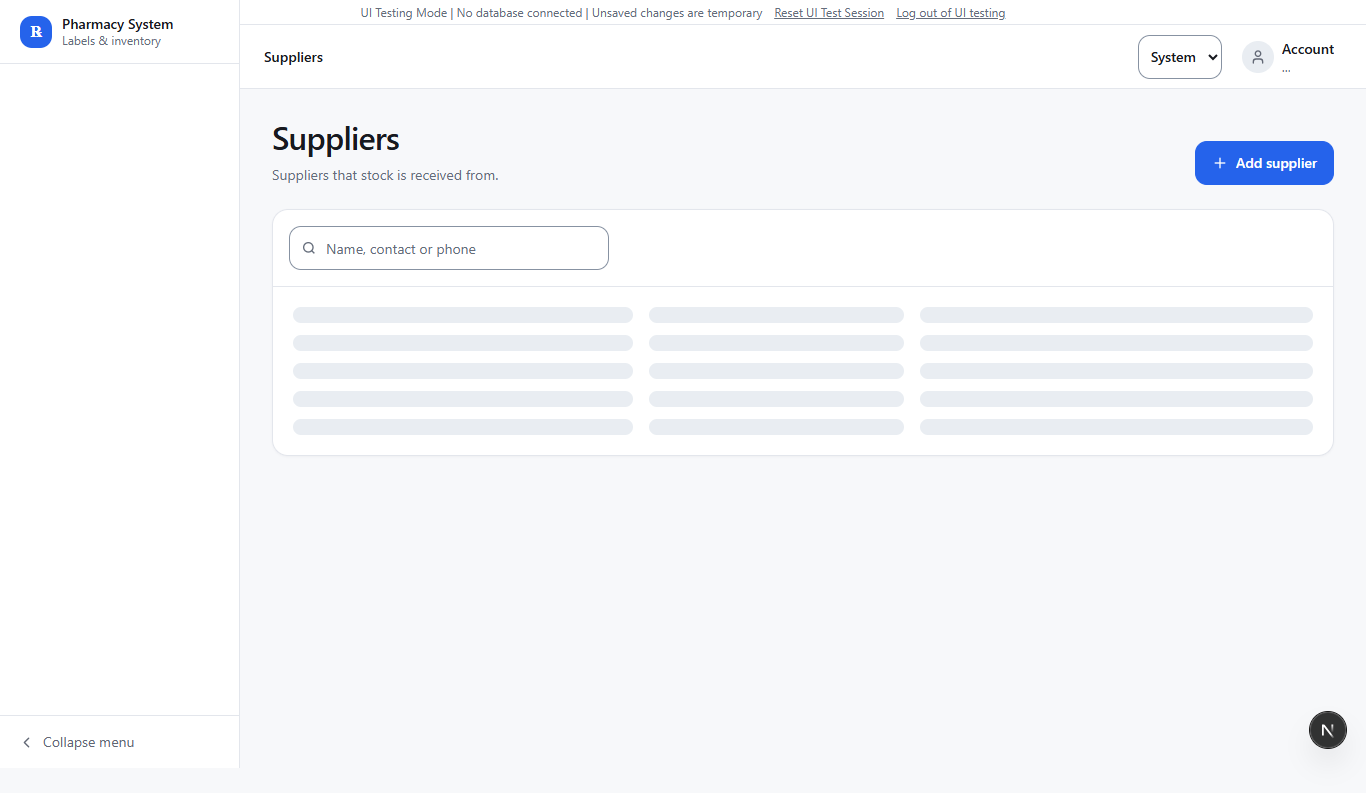 Pharmacy System
Labels & inventory
UI Testing Mode | No database connected | Unsaved changes are temporary Reset UI Test Session Log out of UI testing
Suppliers
System
Account
...
Suppliers
Suppliers that stock is received from.
+ Add supplier
Name, contact or phone
Collapse menu
N